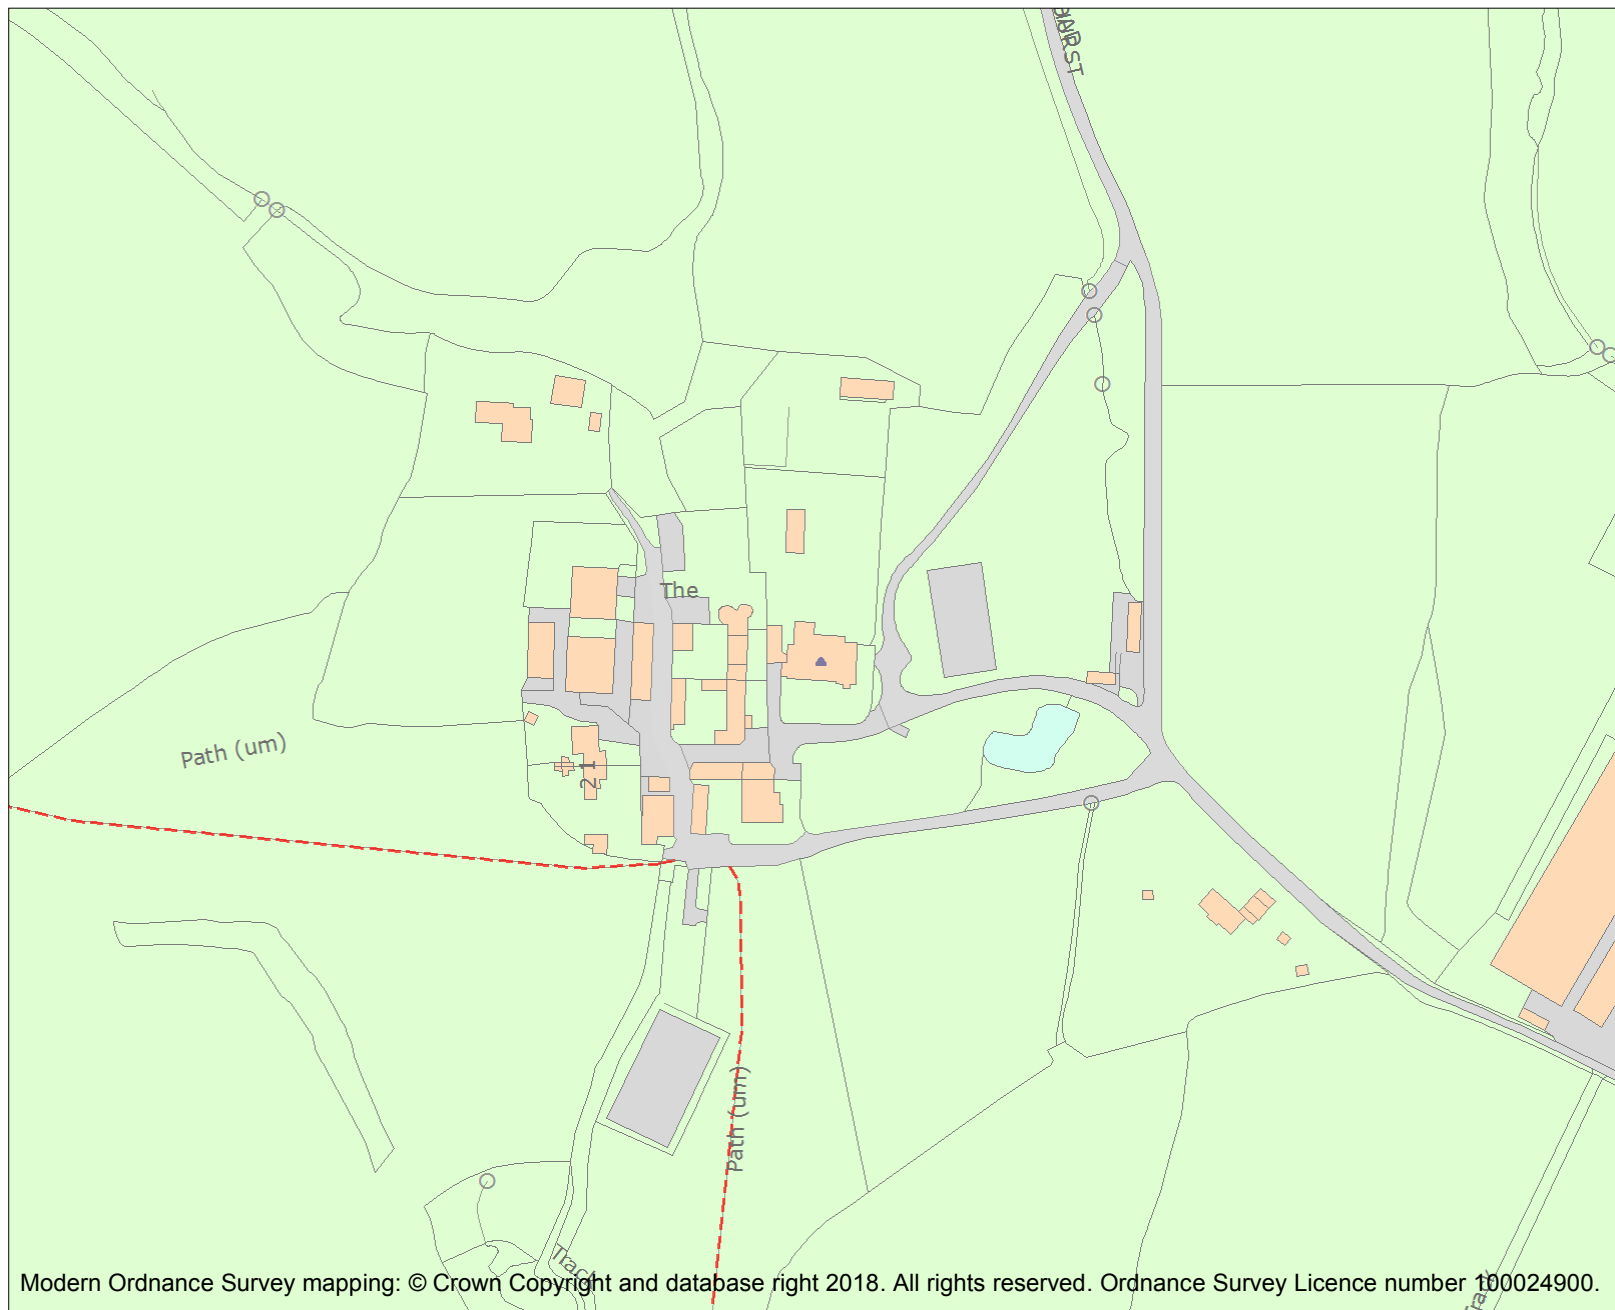 The
Path (um)
21
Path (um)
Track
Modern Ordnance Survey mapping: © Crown Copyright and database right 2018. All rights reserved. Ordnance Survey Licence number 100024900.